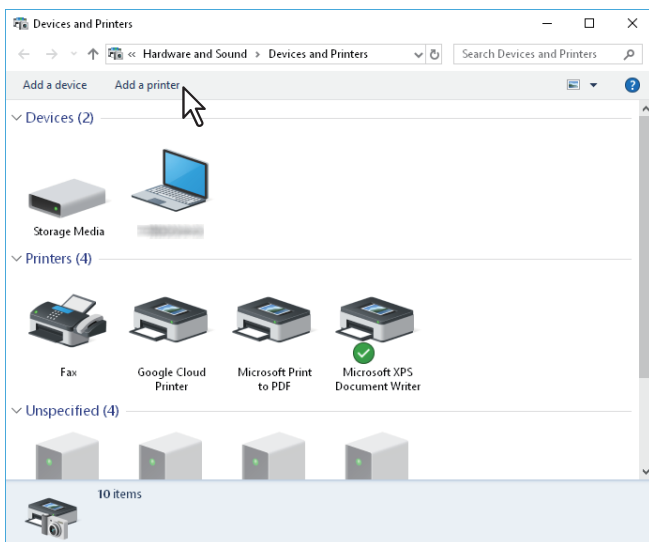 Devices and Printers
« Hardware and Sound > Devices and Printers
Search Devices and Printers
Add a device
Add a printer
?
Devices (2)
Storage Media
Printers (4)
Fax
Google Cloud
Printer
Microsoft Print
to PDF
Microsoft XPS
Document Writer
Unspecified (4)
10 items